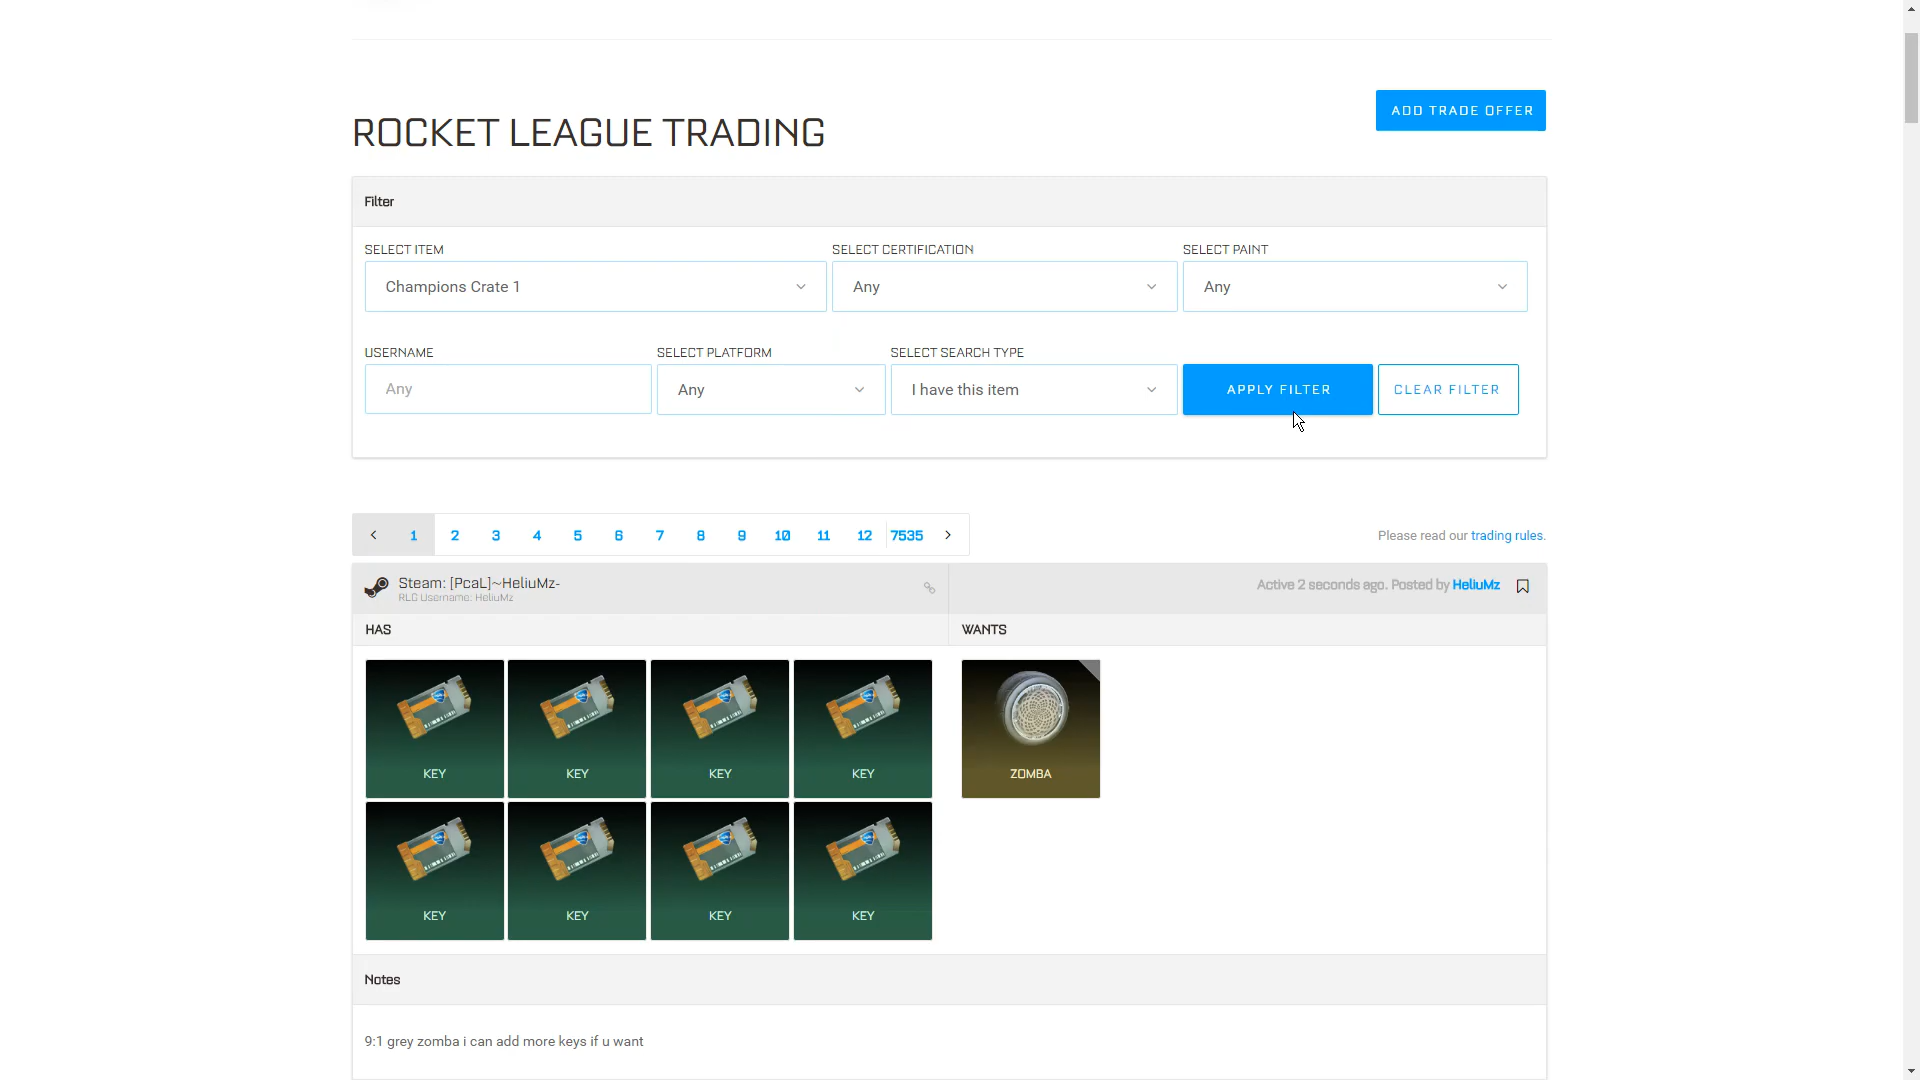 ADD TRADE OFFER
ROCKET LEAGUE TRADING
Filter
SELECT ITEM SELECT CERTIFICATION SELECT PAINT
Champions Crate 1 Any Any
USERNAME SELECT PLATFORM SELECT SEARCH TYPE
Any Any I have this item APPLY FILTER CLEAR FILTER
1 2 3 4 5 6 7 8 9 10 11 12 7535 Please read our trading rules.
Steam: [PcaL]~HeliuMz- Active 2 seconds ago. Posted by HeliuMz
RLG Username: HeliuMz
HAS WANTS
KEY KEY KEY KEY ZOMBA
KEY KEY KEY KEY
Notes
9:1 grey zomba i can add more keys if u want